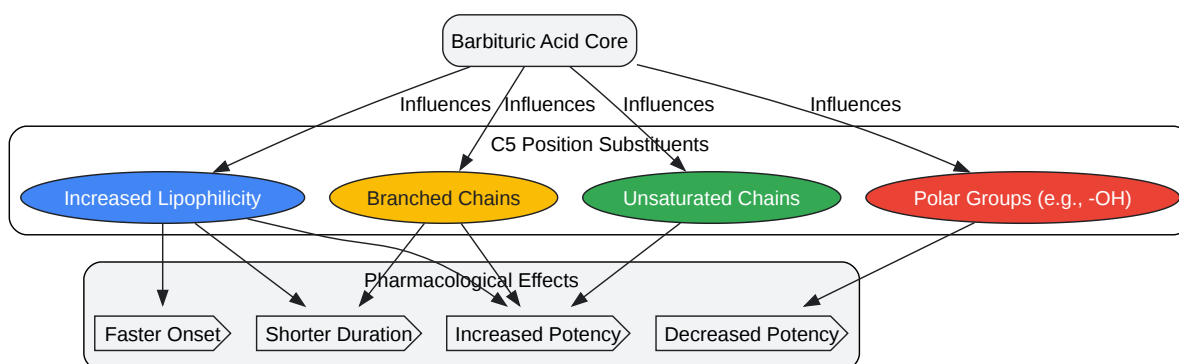 Barbituric Acid Core
Influences
Influences
Influences
Influences
C5 Position Substituents
Increased Lipophilicity
Branched Chains
Unsaturated Chains
Polar Groups (e.g., -OH)
Pharmacological Effects
Faster Onset
Shorter Duration
Increased Potency
Decreased Potency